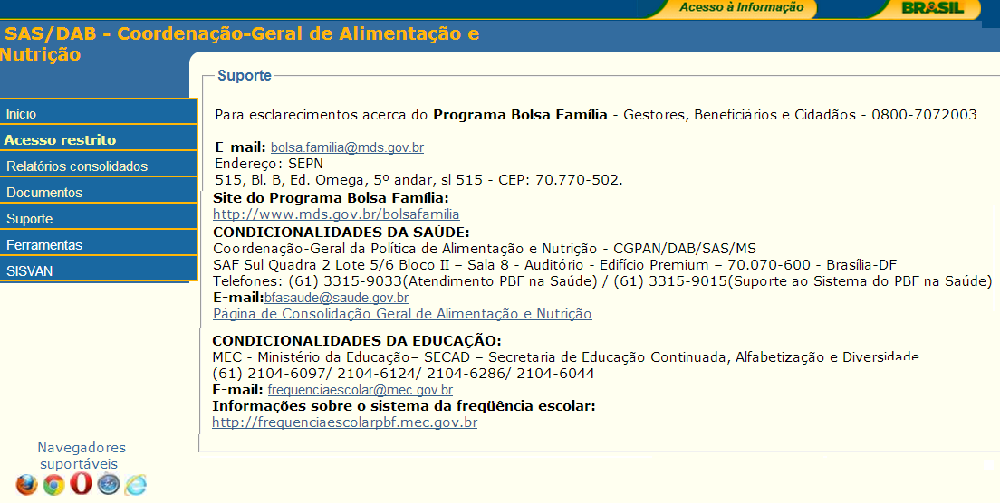 Acesso à Informação
BRASIL
SAS/DAB - Coordenação-Geral de Alimentação e
Nutrição
Início
Acesso restrito
Relatórios consolidados
Documentos
Suporte
Ferramentas
SISVAN
Navegadores
suportáveis
Suporte
Para esclarecimentos acerca do Programa Bolsa Família - Gestores, Beneficiários e Cidadãos - 0800-7072003
E-mail: bolsa.familia@mds.gov.br
Endereço: SEPN
515, Bl. B, Ed. Omega, 5º andar, sl 515 - CEP: 70.770-502.
Site do Programa Bolsa Família:
http://www.mds.gov.br/bolsafamilia
CONDICIONALIDADES DA SAÚDE:
Coordenação-Geral da Política de Alimentação e Nutrição - CGPAN/DAB/SAS/MS
SAF Sul Quadra 2 Lote 5/6 Bloco II – Sala 8 - Auditório - Edifício Premium – 70.070-600 - Brasília-DF
Telefones: (61) 3315-9033(Atendimento PBF na Saúde) / (61) 3315-9015(Suporte ao Sistema do PBF na Saúde)
E-mail:bfasaude@saude.gov.br
Página de Consolidação Geral de Alimentação e Nutrição
CONDICIONALIDADES DA EDUCAÇÃO:
MEC - Ministério da Educação– SECAD – Secretaria de Educação Continuada, Alfabetização e Diversidade
(61) 2104-6097/ 2104-6124/ 2104-6286/ 2104-6044
E-mail: frequenciaescolar@mec.gov.br
Informações sobre o sistema da freqüência escolar:
http://frequenciaescolarpbf.mec.gov.br